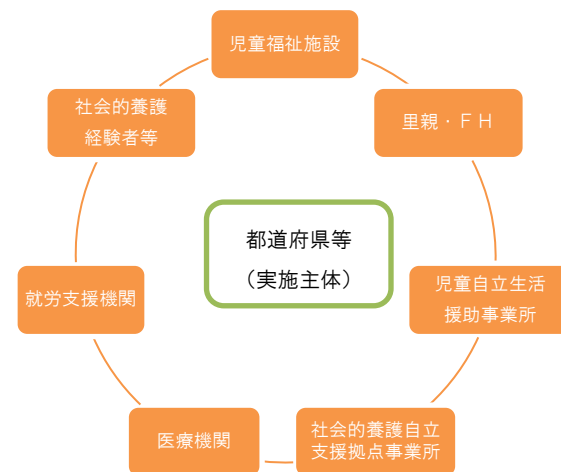 児童福祉施設
里親・ＦＨ
児童自立生活
援助事業所
社会的養護自立
支援拠点事業所
医療機関
就労支援機関
社会的養護
経験者等
都道府県等
（実施主体）